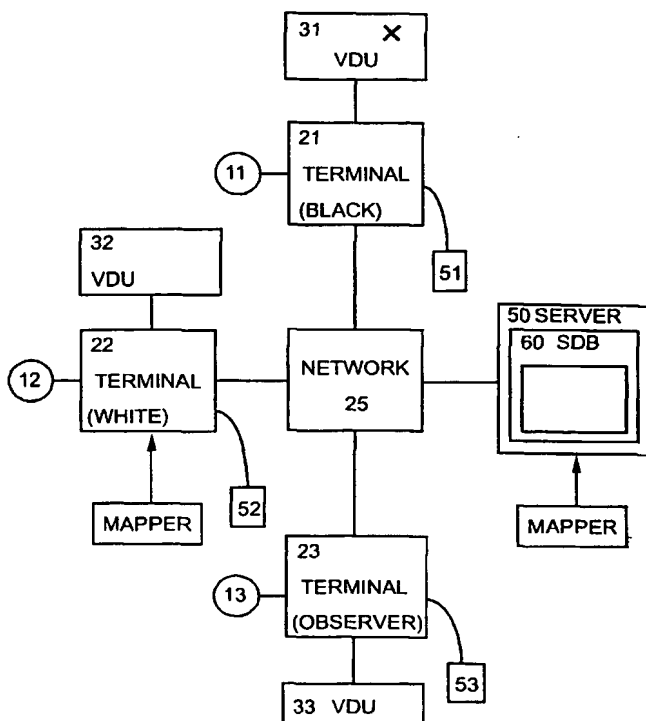 31 X
VDU
21
TERMINAL
(BLACK)
11
51
32
VDU
22
TERMINAL
(WHITE)
12
52
MAPPER
NETWORK
25
50 SERVER
60 SDB
MAPPER
23
TERMINAL
(OBSERVER)
13
53
33 VDU